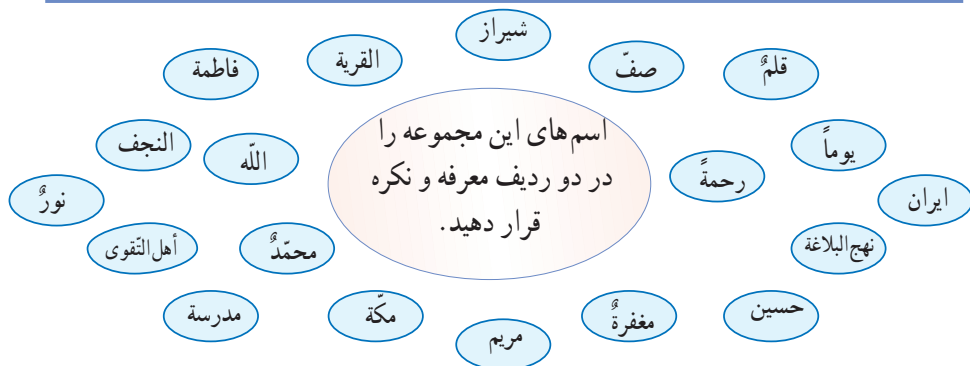 شیراز
قلمٌ
صفّ
القریة
فاطمة
یوماً
اسم‌های این مجموعه را
در دو ردیف معرفه و نکره
قرار دهید.
النجف
اللّه
رحمةً
ایران
نورٌ
نهج‌البلاغة
محمّدٌ
أهل‌التّقوی
حسین
مغفرةٌ
مریم
مکّة
مدرسة